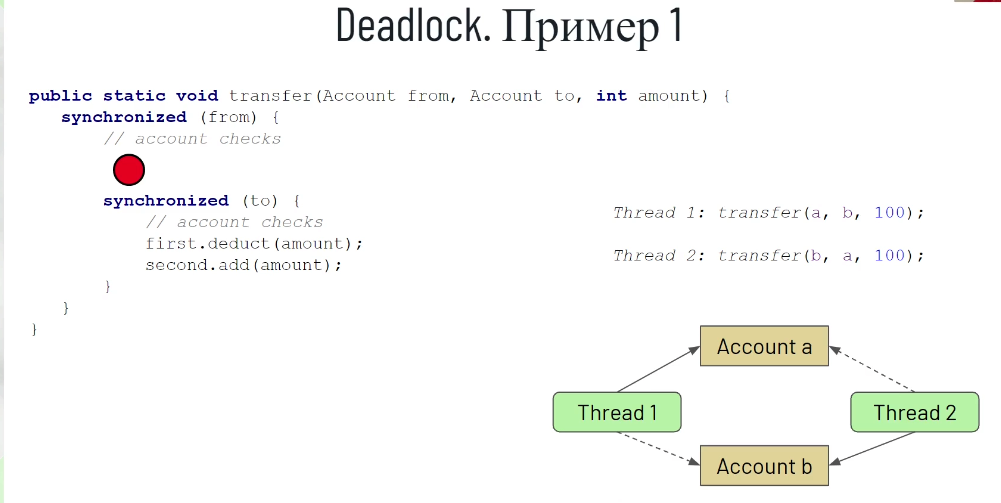 Deadlock. Пример 1
public static void transfer(Account from, Account to, int amount) {
synchronized (from) {
// account checks
synchronized (to) {
// account checks
first.deduct(amount);
second.add(amount);
}
}
}
Thread 1: transfer(a, b, 100);
Thread 2: transfer(b, a, 100);
Account a
Thread 1
Thread 2
Account b